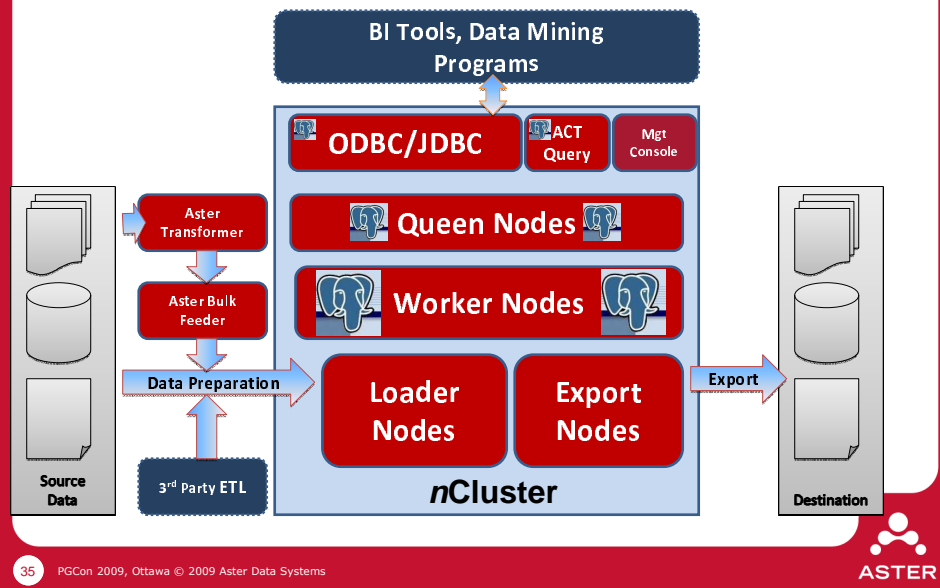 BI Tools, Data Mining
Programs
ODBC/JDBC
ACT
Query
Mgt
Console
Aster
Transformer
Queen Nodes
Aster Bulk
Feeder
Worker Nodes
Data Preparation
Loader
Nodes
Export
Nodes
Export
3rd Party ETL
nCluster
Source
Data
Destination
35
PGCon 2009, Ottawa © 2009 Aster Data Systems
ASTER